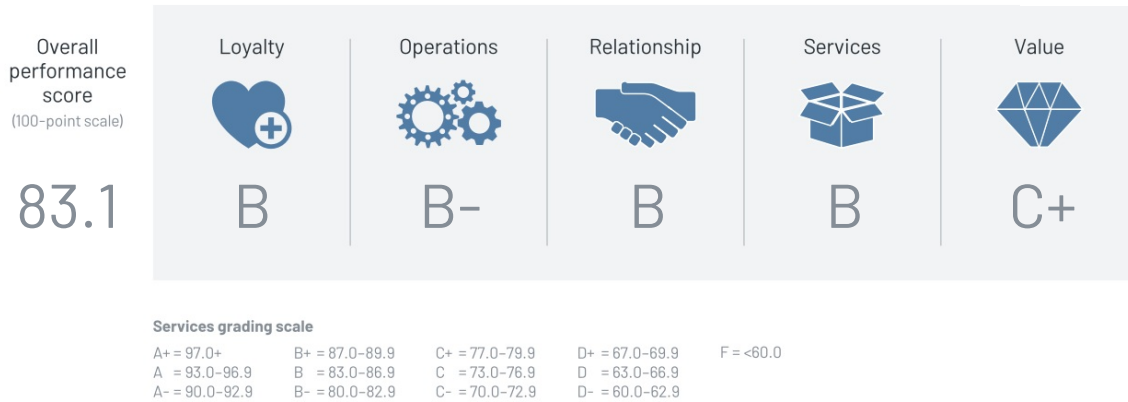 Overall
performance
score
(100-point scale)
83.1
Loyalty
B
Operations
B-
Relationship
B
Services
B
Value
C+
Services grading scale
A+ = 97.0+
A = 93.0–96.9
A- = 90.0–92.9
B+ = 87.0–89.9
B = 83.0–86.9
B- = 80.0–82.9
C+ = 77.0–79.9
C = 73.0–76.9
C- = 70.0–72.9
D+ = 67.0–69.9
D = 63.0–66.9
D- = 60.0–62.9
F = <60.0